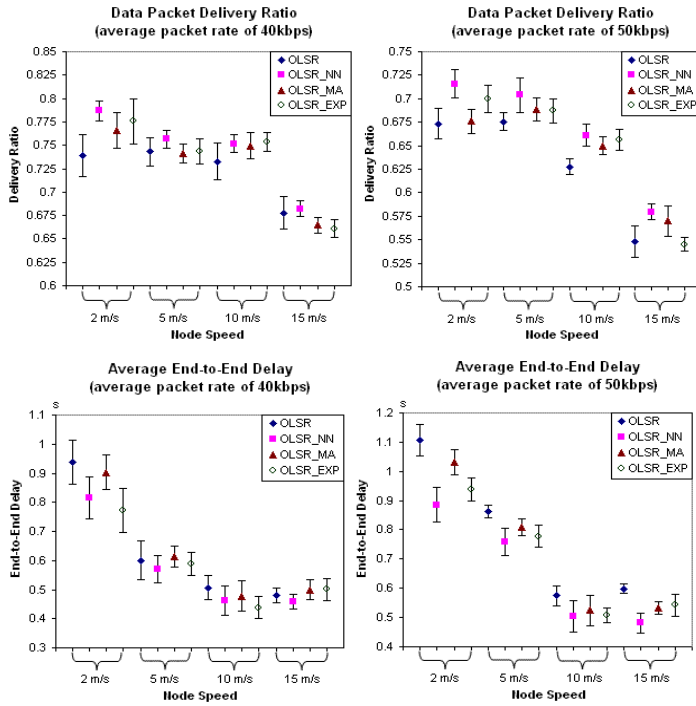 Data Packet Delivery Ratio
(average packet rate of 40kbps)
0.85
0.825
0.8
0.775
0.75
0.725
0.7
0.675
0.65
0.625
0.6
Delivery Ratio
OLSR
OLSR_NN
OLSR_MA
OLSR_EXP
2 m/s
5 m/s
10 m/s
15 m/s
Node Speed
Data Packet Delivery Ratio
(average packet rate of 50kbps)
0.75
0.725
0.7
0.675
0.65
0.625
0.6
0.575
0.55
0.525
0.5
Delivery Ratio
OLSR
OLSR_NN
OLSR_MA
OLSR_EXP
2 m/s
5 m/s
10 m/s
15 m/s
Node Speed
Average End-to-End Delay
(average packet rate of 40kbps)
s
1.1
1
0.9
0.8
0.7
0.6
0.5
0.4
0.3
End-to-End Delay
OLSR
OLSR_NN
OLSR_MA
OLSR_EXP
2 m/s
5 m/s
10 m/s
15 m/s
Node Speed
Average End-to-End Delay
(average packet rate of 50kbps)
s
1.2
1.1
1
0.9
0.8
0.7
0.6
0.5
0.4
End-to-End Delay
OLSR
OLSR_NN
OLSR_MA
OLSR_EXP
2 m/s
5 m/s
10 m/s
15 m/s
Node Speed